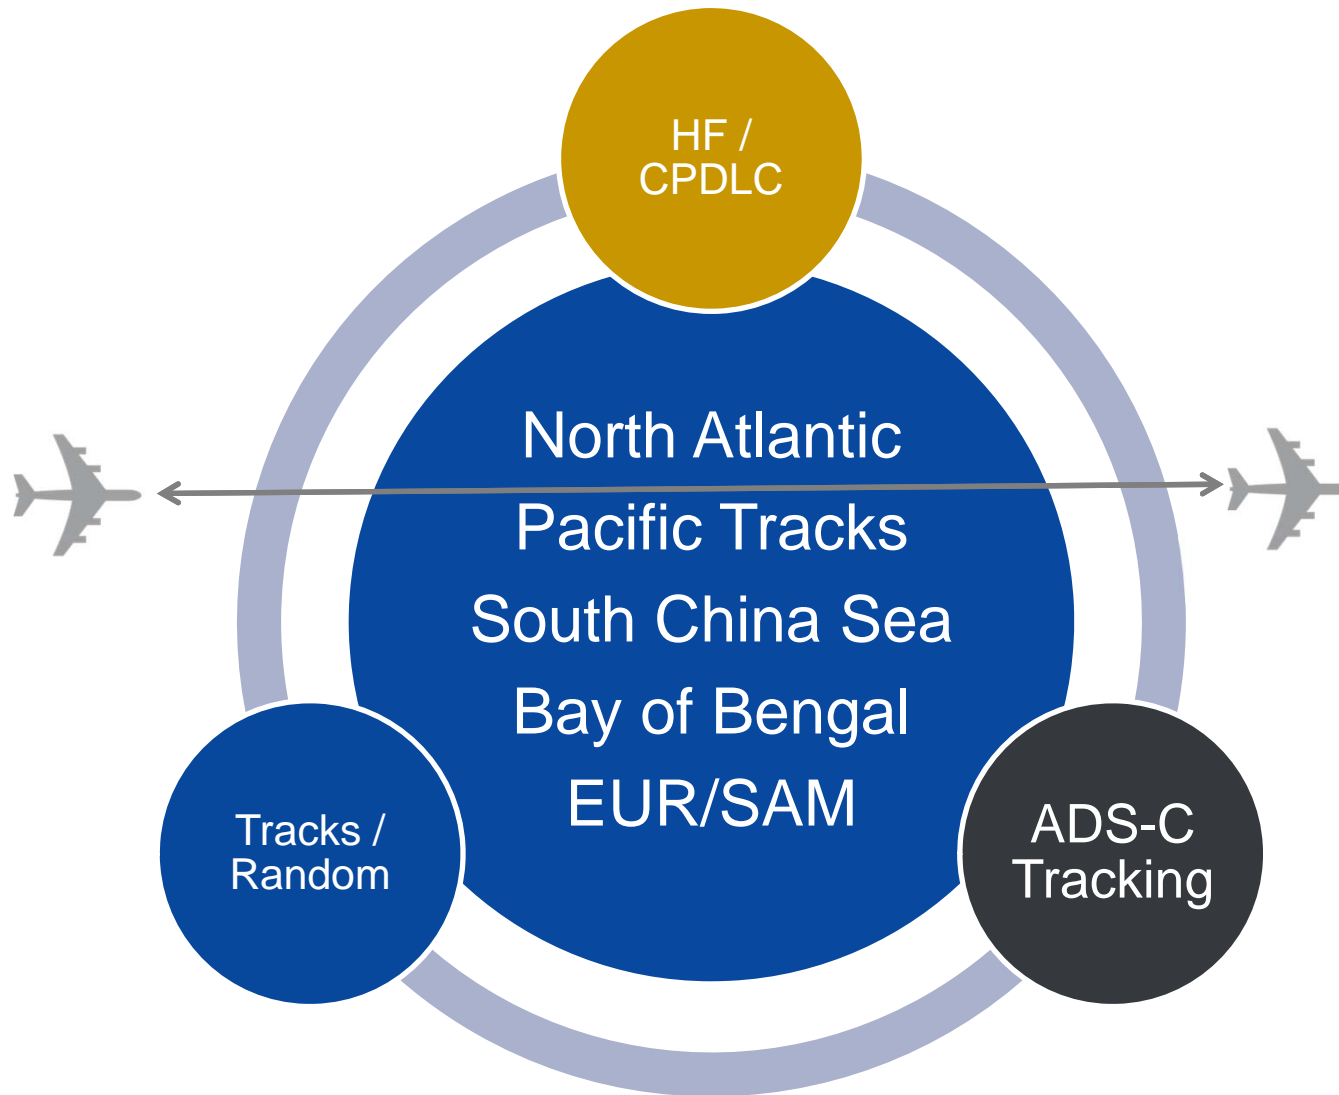 HF /
CPDLC
North Atlantic
Pacific Tracks
South China Sea
Bay of Bengal
EUR/SAM
Tracks /
Random
ADS-C
Tracking